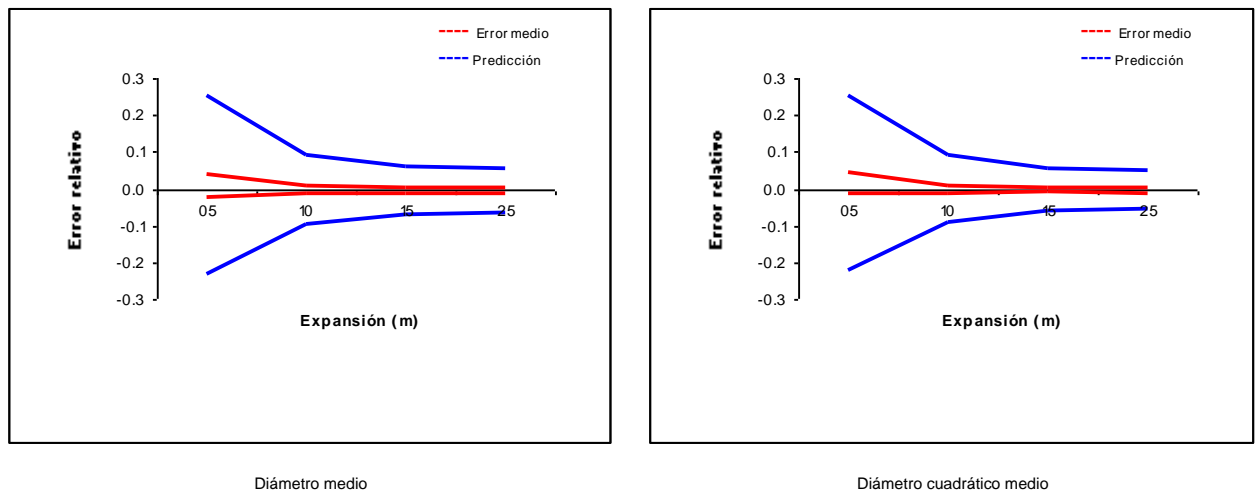 Error medio
Predicción
0.3
0.2
0.1
0.0
-0.1
-0.2
-0.3
05 10 15 25
Error relativo
Expansión (m)
Diámetro medio
Error medio
Predicción
0.3
0.2
0.1
0.0
-0.1
-0.2
-0.3
05 10 15 25
Error relativo
Expansión (m)
Diámetro cuadrático medio